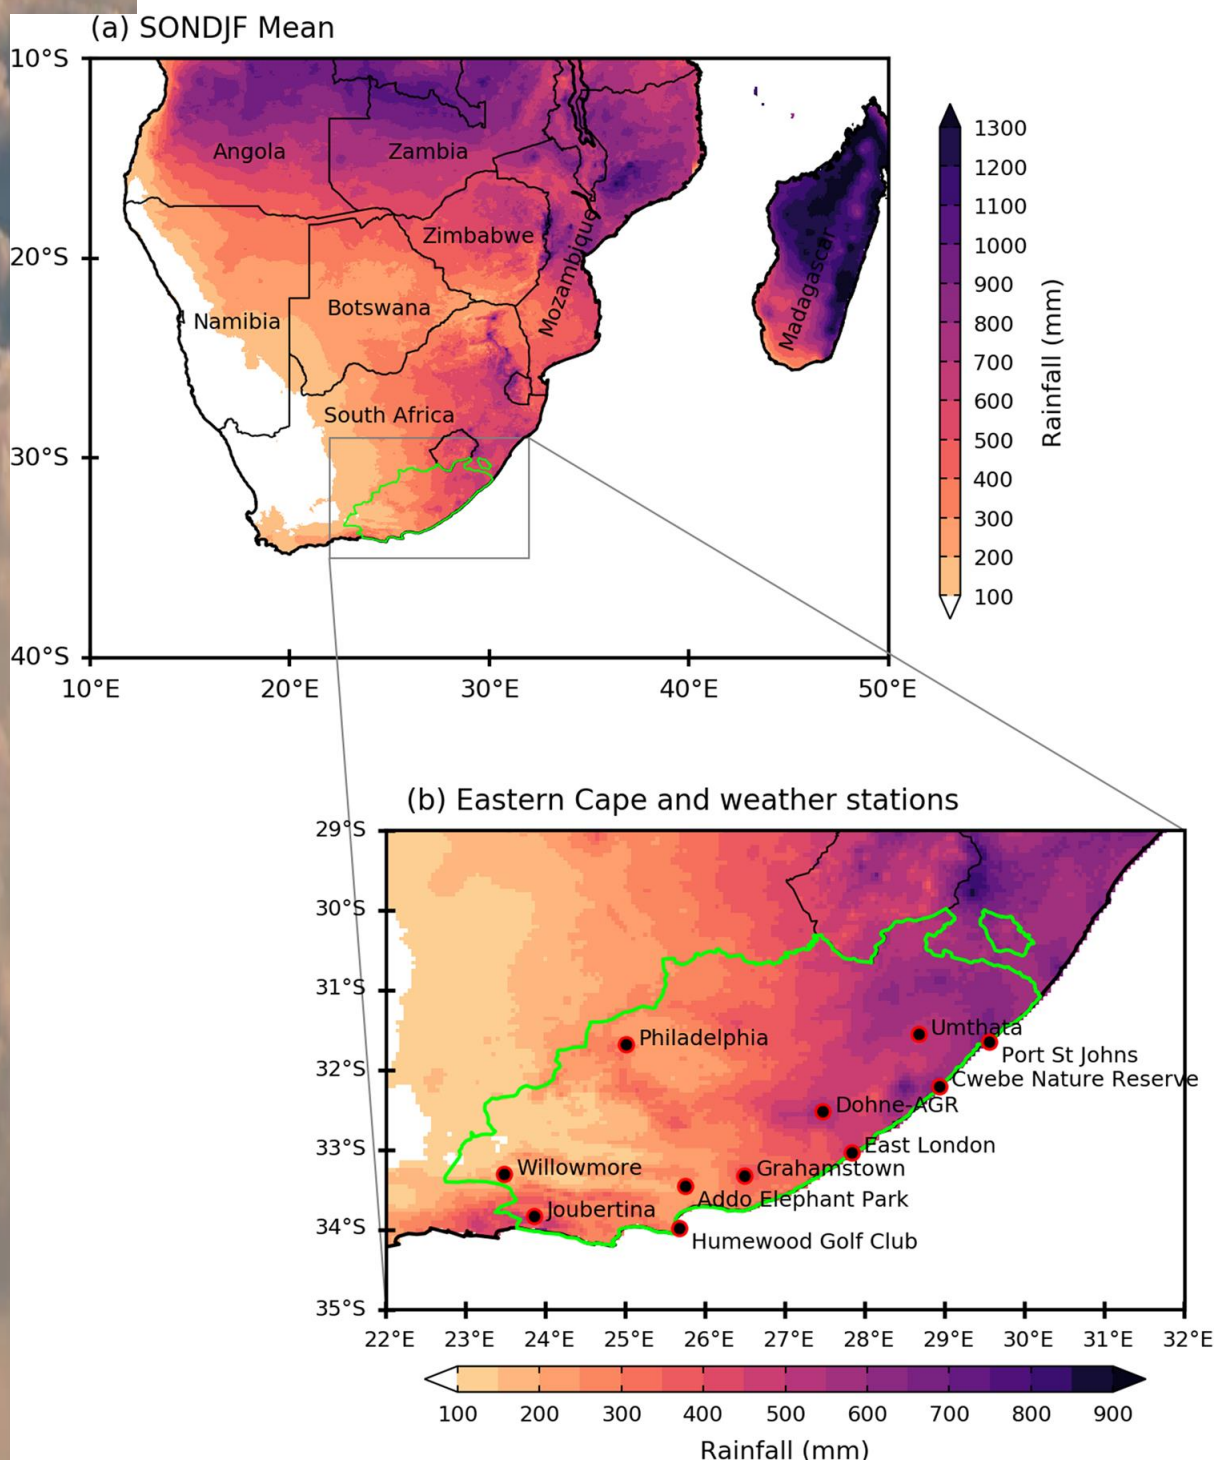 (a) SONDJF Mean
10°S
20°S
30°S
40°S
10°E 20°E 30°E 40°E 50°E
Angola
Zambia
Zimbabwe
Mozambique
Madagascar
Namibia
Botswana
South Africa
1300
1200
1100
1000
900
800
700
600
500
400
300
200
100
Rainfall (mm)
(b) Eastern Cape and weather stations
29°S
30°S
31°S
32°S
33°S
34°S
35°S
Umthata
Philadelphia
Port St Johns
Cwebe Nature Reserve
Dohne-AGR
East London
Willowmore
Grahamstown
Addo Elephant Park
Joubertina
Humewood Golf Club
22°E 23°E 24°E 25°E 26°E 27°E 28°E 29°E 30°E 31°E 32°E
100 200 300 400 500 600 700 800 900
Rainfall (mm)